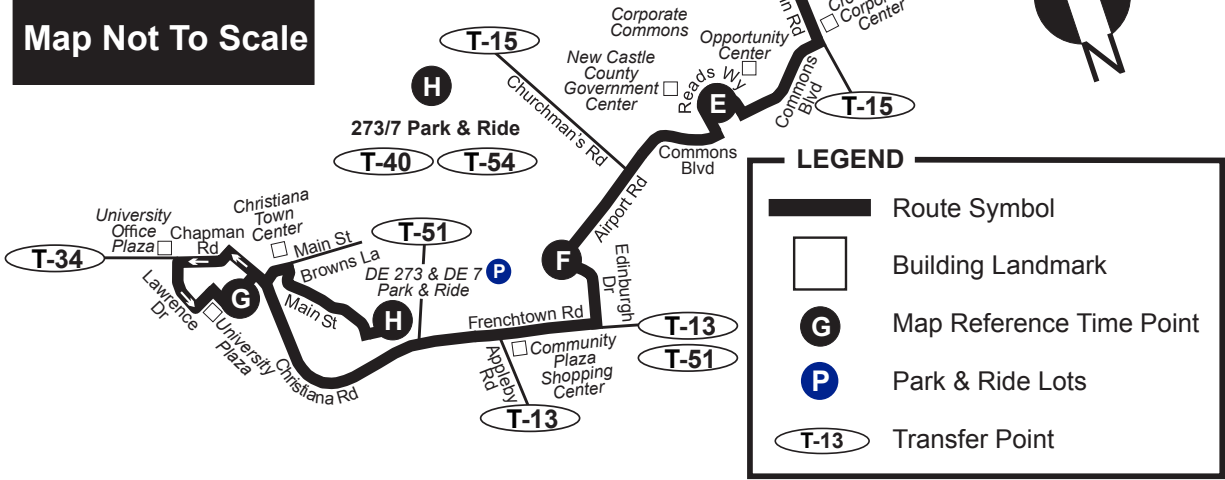 Map Not To Scale
T-15
H
273/7 Park & Ride
T-40
T-54
Corporate
Commons
Opportunity
Center
New Castle
County
Government
Center
Reads Wy
E
Commons
Blvd
T-15
Corpor
Center
Rd
Churchman's Rd
Commons
Blvd
Airport Rd
F
Edinburgh
Dr
University
Office
Plaza
Chapman
Rd
Christiana
Town
Center
Main St
Browns La
T-51
DE 273 & DE 7
Park & Ride
P
T-34
Lawrence
Dr
G
University
Plaza
Main St
H
Christiana Rd
Frenchtown Rd
T-13
T-51
Appleby
Rd
Community
Plaza
Shopping
Center
T-13
N
LEGEND
Route Symbol
Building Landmark
G Map Reference Time Point
P Park & Ride Lots
T-13 Transfer Point